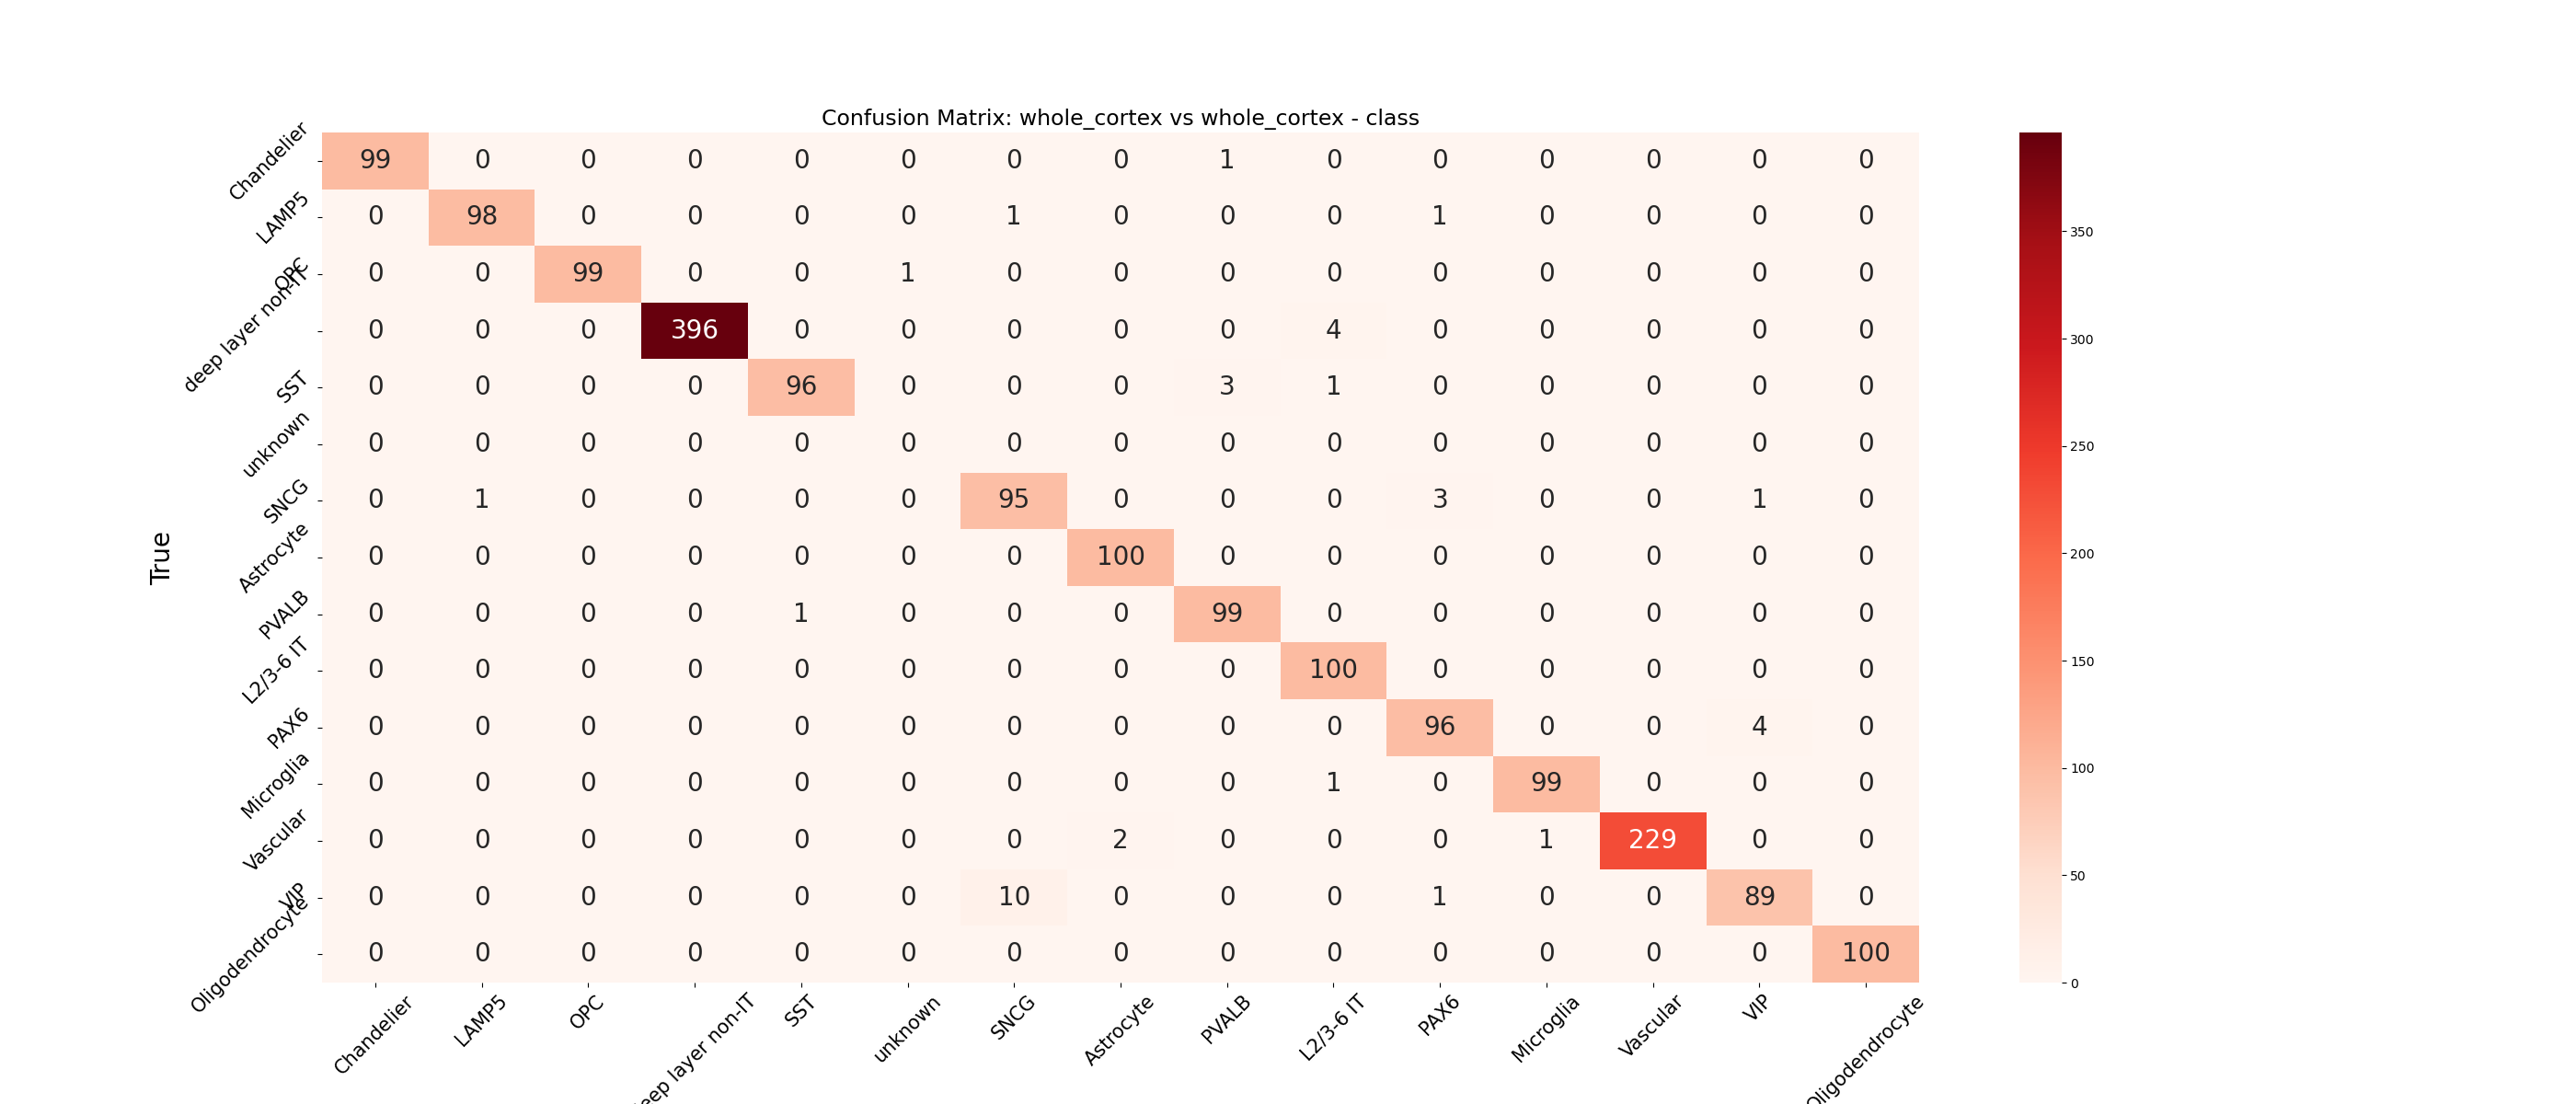 Confusion Matrix: whole_cortex vs whole_cortex - class
Chandelier 99 0 0 0 0 0 0 0 1 0 0 0 0 0 0
LAMP5 0 98 0 0 0 0 1 0 0 0 1 0 0 0 0
OPC 0 0 99 0 0 1 0 0 0 0 0 0 0 0 0
deep layer non-IT 0 0 0 396 0 0 0 0 0 4 0 0 0 0 0
SST 0 0 0 0 96 0 0 0 3 1 0 0 0 0 0
unknown 0 0 0 0 0 0 0 0 0 0 0 0 0 0 0
SNCG 0 1 0 0 0 0 95 0 0 0 3 0 0 1 0
Astrocyte 0 0 0 0 0 0 0 100 0 0 0 0 0 0 0
PVALB 0 0 0 0 1 0 0 0 99 0 0 0 0 0 0
L2/3-6 IT 0 0 0 0 0 0 0 0 0 100 0 0 0 0 0
PAX6 0 0 0 0 0 0 0 0 0 0 96 0 0 4 0
Microglia 0 0 0 0 0 0 0 0 0 1 0 99 0 0 0
Vascular 0 0 0 0 0 0 0 2 0 0 0 1 229 0 0
VIP 0 0 0 0 0 0 10 0 0 0 1 0 0 89 0
Oligodendrocyte 0 0 0 0 0 0 0 0 0 0 0 0 0 0 100
True
Chandelier LAMP5 OPC eep layer non-IT SST unknown SNCG Astrocyte PVALB L2/3-6 IT PAX6 Microglia Vascular VIP Oligodendrocyte
350
300
250
200
150
100
50
0